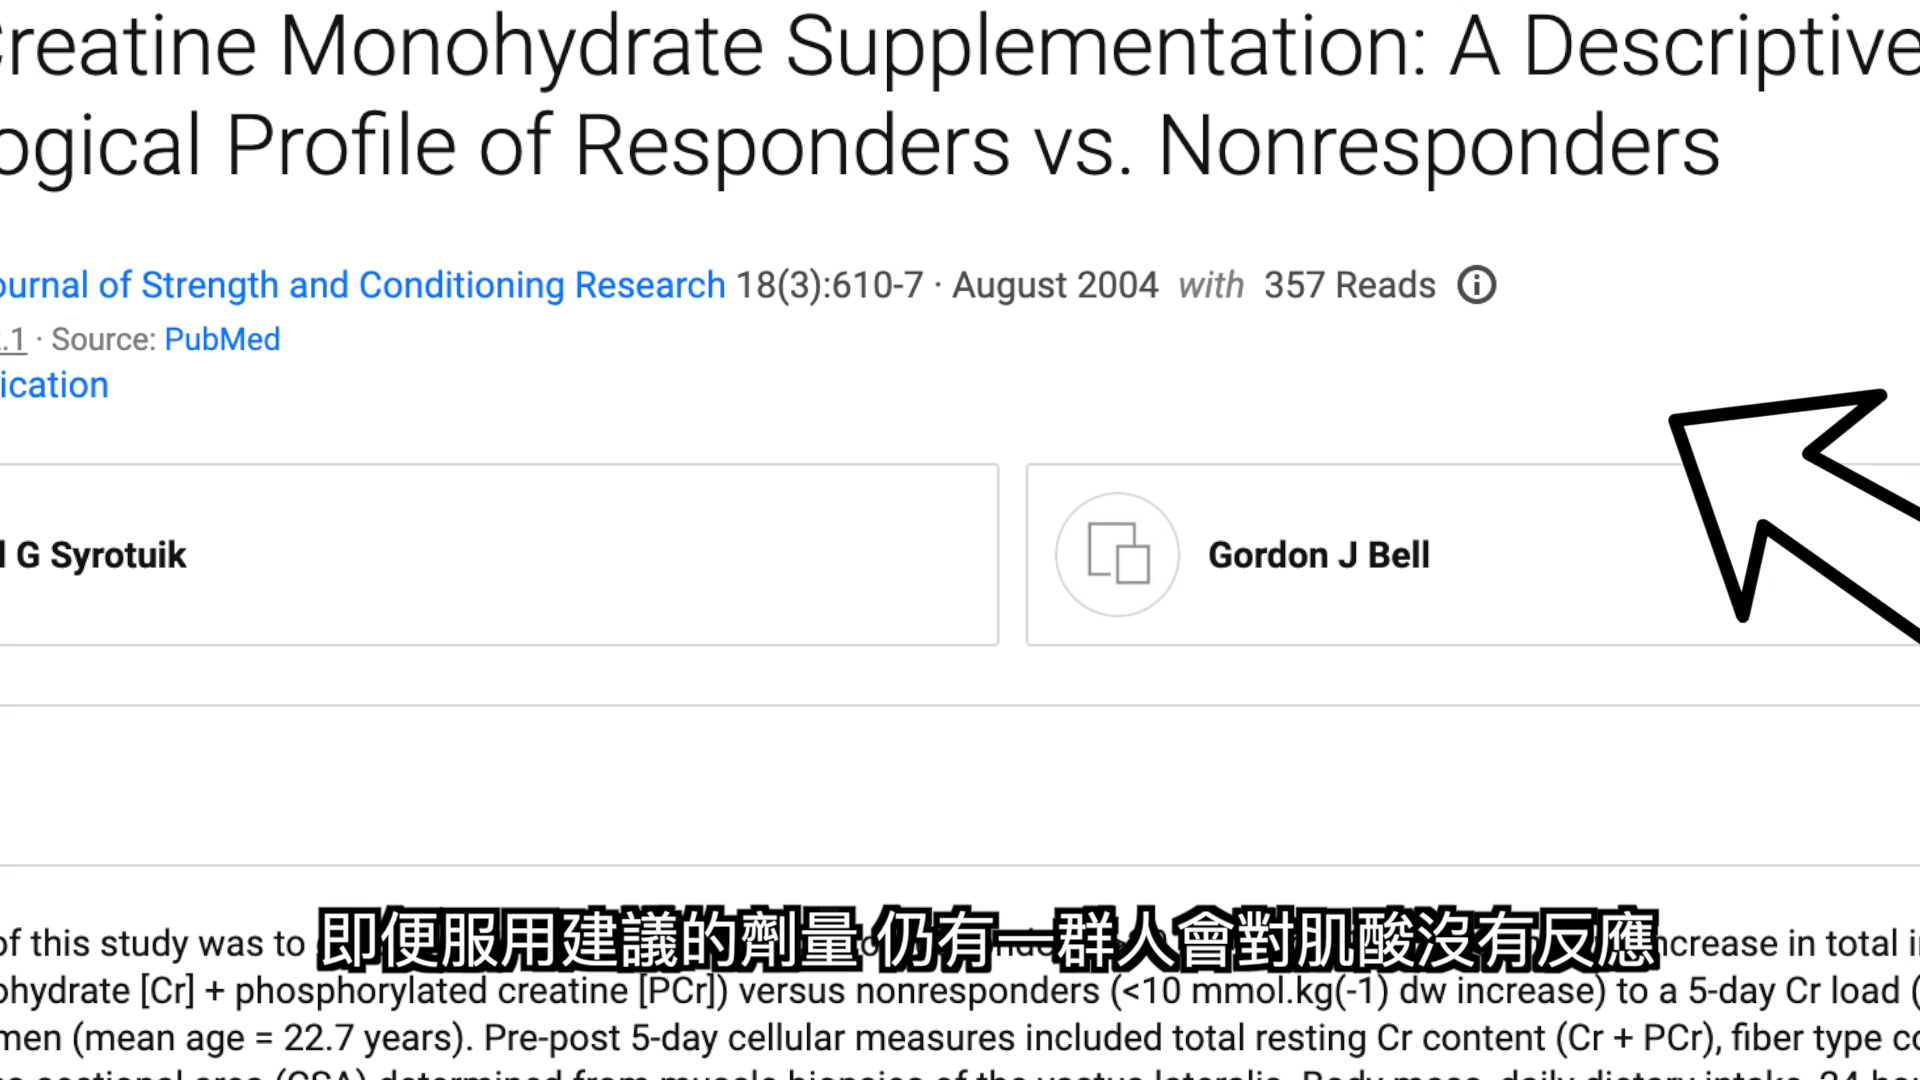 Creatine Monohydrate Supplementation: A Descriptive
ogical Profile of Responders vs. Nonresponders
ournal of Strength and Conditioning Research 18(3):610-7 · August 2004 with 357 Reads
.1 · Source: PubMed
ication
l G Syrotuik
Gordon J Bell
of this study was to
即便服用建議的劑量 仍有一群人會對肌酸沒有反應
ncrease in total i
ohydrate [Cr] + phosphorylated creatine [PCr]) versus nonresponders (<10 mmol.kg(-1) dw increase) to a 5-day Cr load (
men (mean age = 22.7 years). Pre-post 5-day cellular measures included total resting Cr content (Cr + PCr), fiber type co